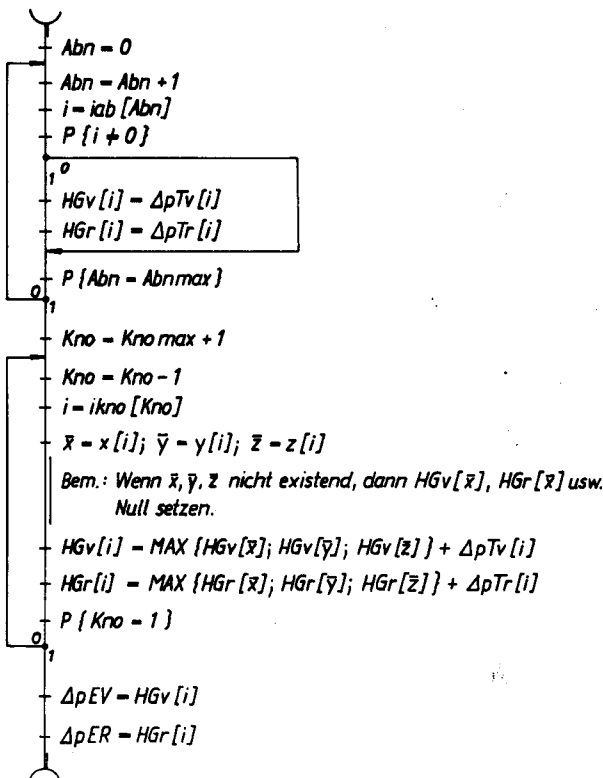 Abn = 0
Abn = Abn + 1
i = iab [Abn]
P {i ≠ 0}
0
1
HGv [i] = ΔpTv [i]
HGr [i] = ΔpTr [i]
P {Abn = Abnmax}
0
1
Kno = Knomax + 1
Kno = Kno - 1
i = ikno [Kno]
x̄ = x [i]; ȳ = y [i]; z̄ = z [i]
Bem.: Wenn x̄, ȳ, z̄ nicht existend, dann HGv [x̄], HGr [x̄] usw.
Null setzen.
HGv [i] = MAX {HGv [x̄]; HGv [ȳ]; HGv [z̄] } + ΔpTv [i]
HGr [i] = MAX {HGr [x̄]; HGr [ȳ]; HGr [z̄] } + ΔpTr [i]
P { Kno = 1 }
0
1
ΔpEV = HGv [i]
ΔpER = HGr [i]